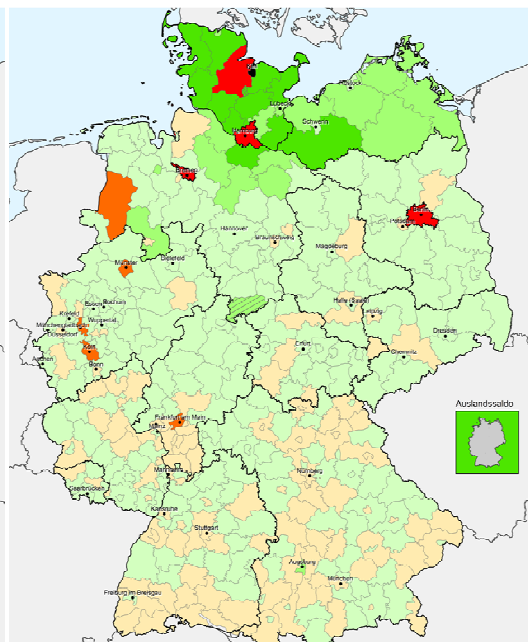 Kiel
Rostock
Lübeck
Schwerin
Hamburg
Bremen
Berlin
Potsdam
Hannover
Braunschweig
Magdeburg
Bielefeld
Münster
Halle (Saale)
Leipzig
Essen
Bochum
Krefeld
Wuppertal
Mönchengladbach
Düsseldorf
Dresden
Köln
Erfurt
Chemnitz
Aachen
Bonn
Auslandssaldo
Frankfurt am Main
Mainz
Nürnberg
Mannheim
Saarbrücken
Karlsruhe
Stuttgart
Augsburg
München
Freiburg im Breisgau